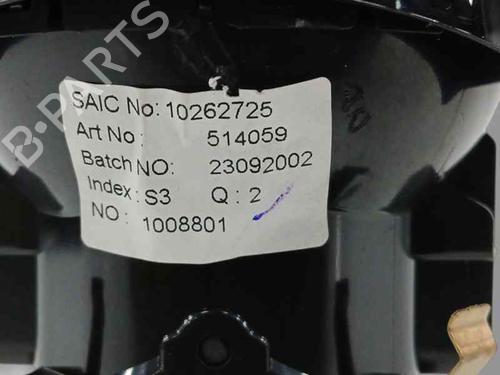 B-PARTS
SAIC No: 10262725
Art No: 514059
Batch NO: 23092002
Index: S3 Q: 2
NO: 1008801